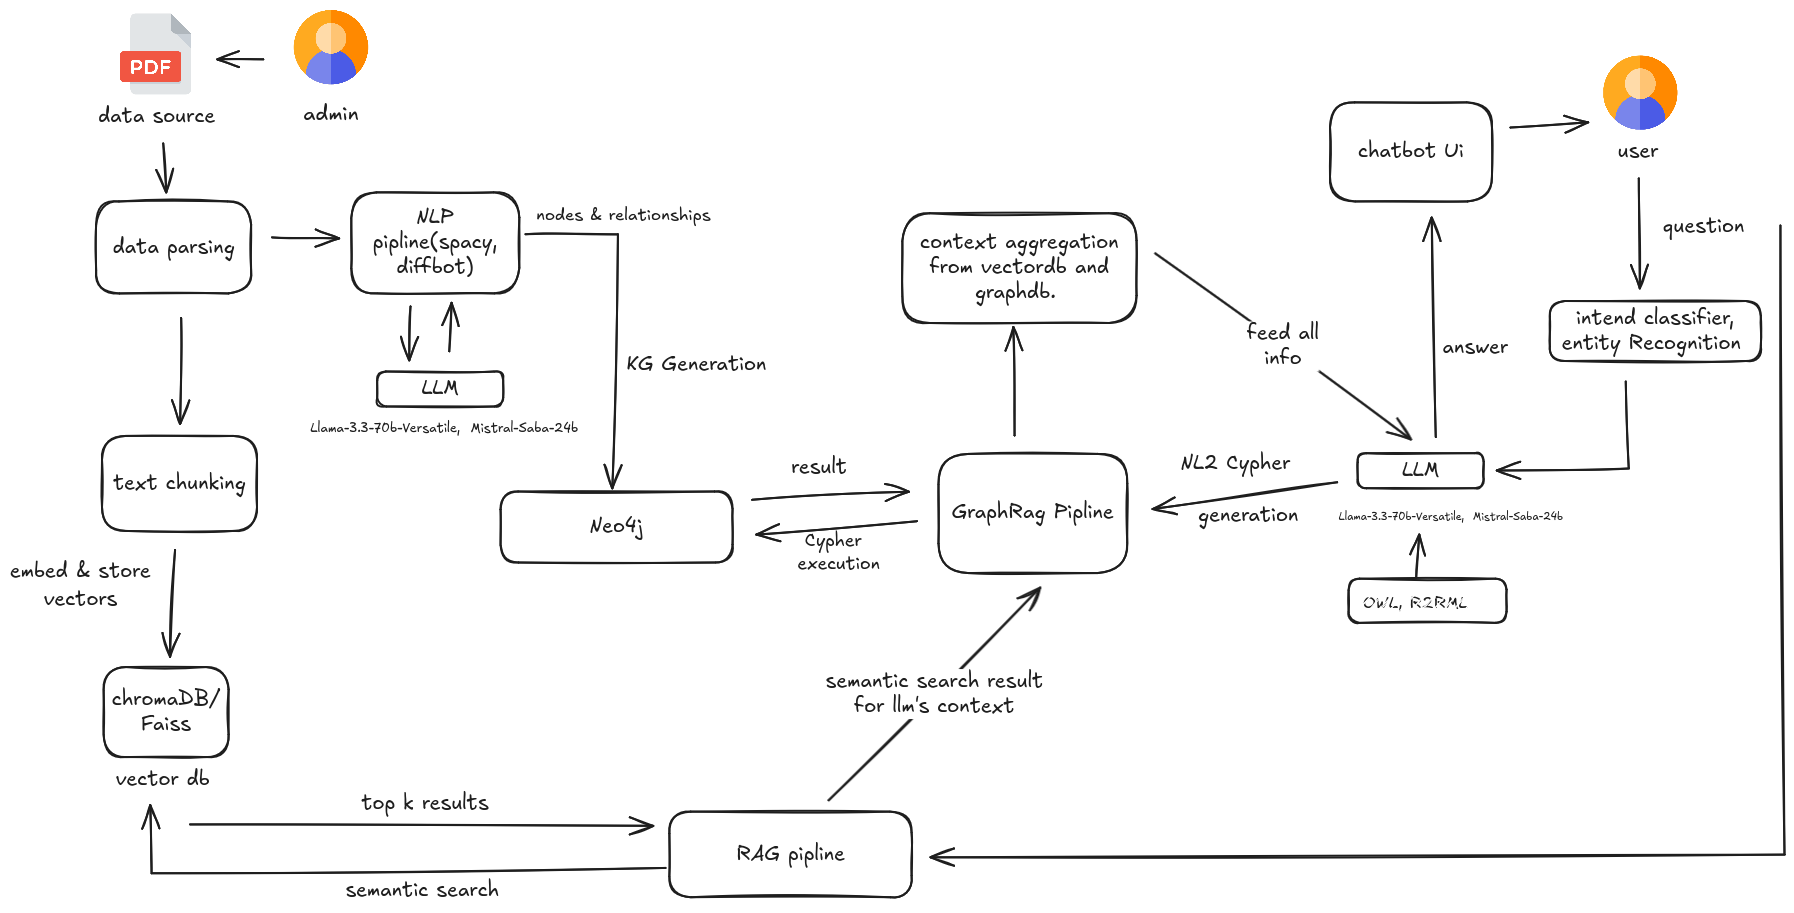 PDF
data source
admin
data parsing
NLP
pipline(spacy,
diffbot)
nodes & relationships
LLM
Llama-3.3-70b-Versatile, Mistral-Saba-24b
KG Generation
text chunking
embed & store
vectors
chromaDB/
Faiss
vector db
top k results
semantic search
RAG pipline
Neo4j
result
Cypher
execution
GraphRag Pipline
semantic search result
for llm's context
context aggregation
from vectordb and
graphdb.
feed all
info
NL2 Cypher
generation
LLM
Llama-3.3-70b-Versatile, Mistral-Saba-24b
OWL, R2RML
answer
chatbot Ui
user
question
intend classifier,
entity Recognition